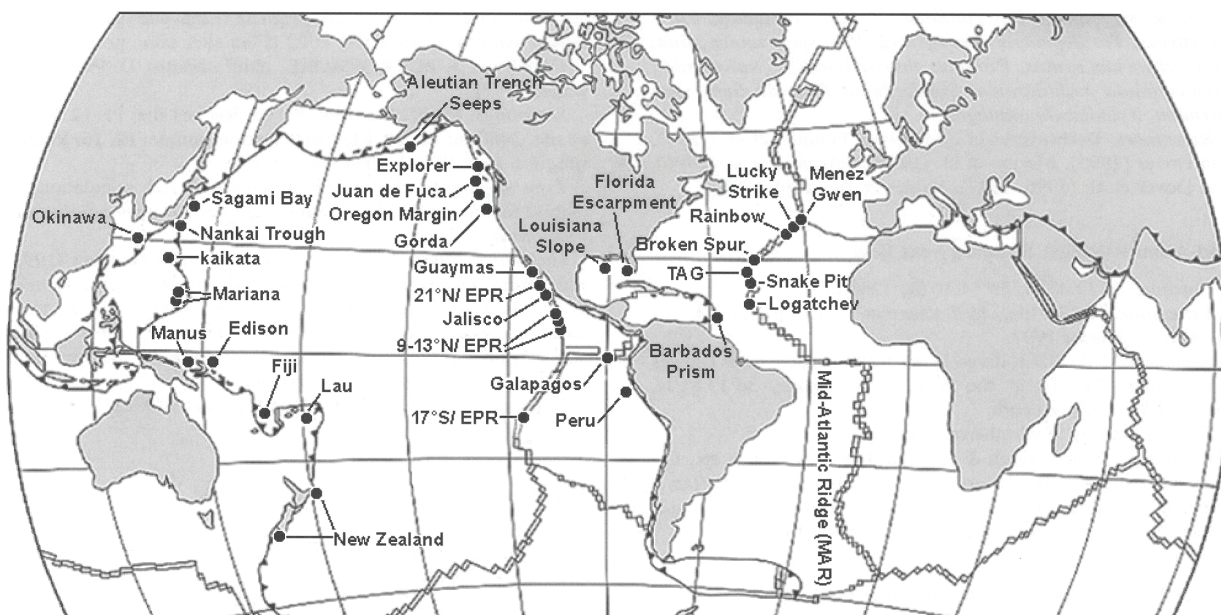 Aleutian Trench
Seeps
Explorer
Juan de Fuca
Oregon Margin
Gorda
Sagami Bay
Okinawa
Nankai Trough
kaikata
Mariana
Manus
Edison
Fiji
Lau
New Zealand
Guaymas
21°N/ EPR
Jalisco
9-13°N/ EPR
Galapagos
17°S/ EPR
Peru
Louisiana
Slope
Florida
Escarpment
Barbados
Prism
Lucky
Strike
Menez
Gwen
Rainbow
Broken Spur
TAG
Snake Pit
Logatchev
Mid-Atlantic Ridge (MAR)